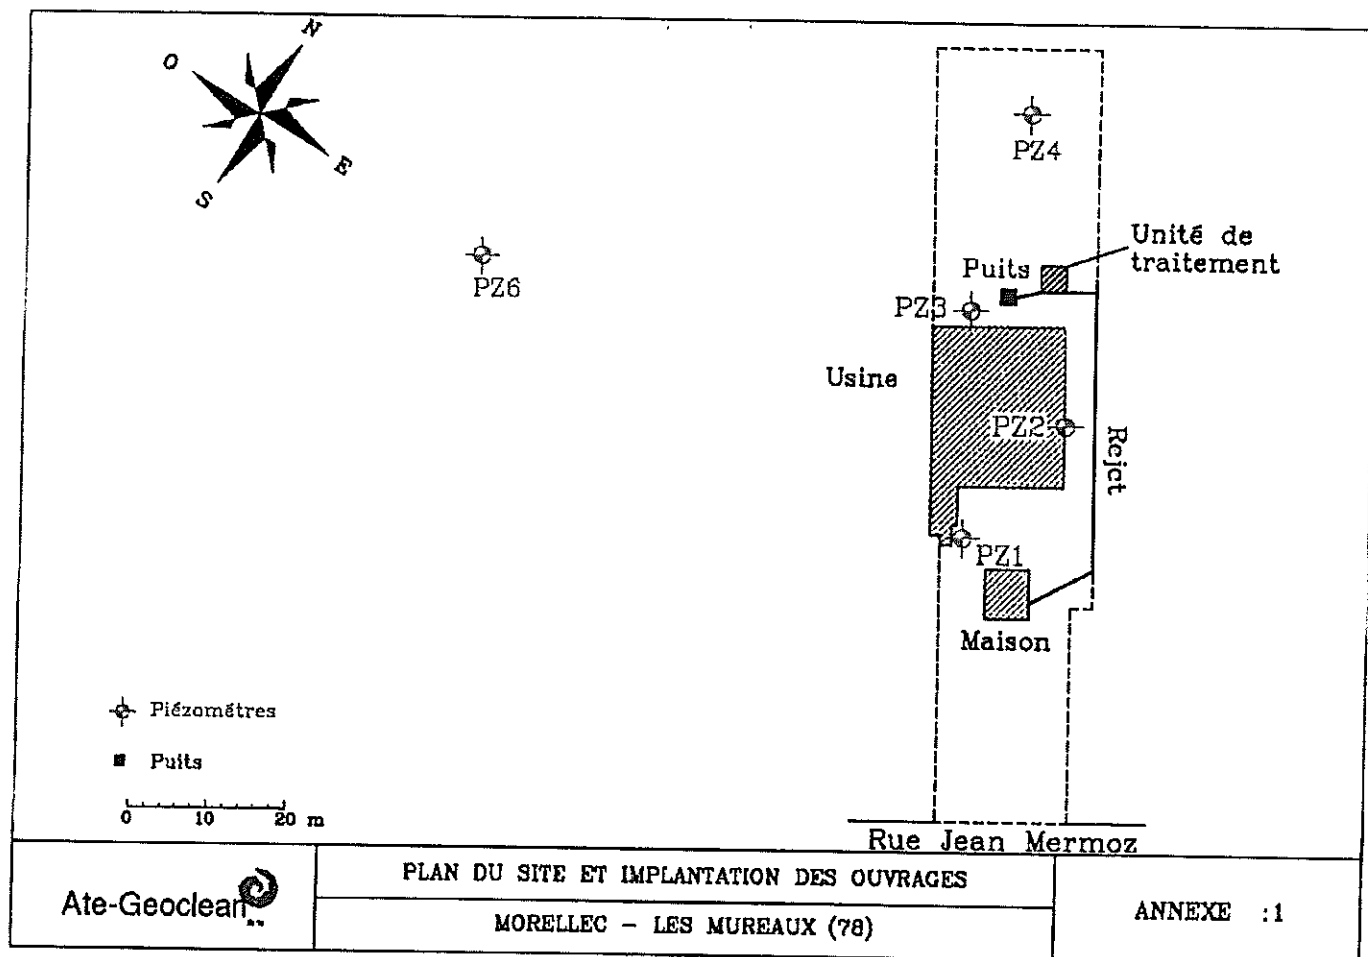 N
O
E
S
PZ4
Unité de
traitement
Puits
PZ6
PZ3
Usine
PZ2
Rejet
PZ1
Maison
Piézométres
Puits
0 10 20 m
Rue Jean Mermoz
Ate-Geoclean
PLAN DU SITE ET IMPLANTATION DES OUVRAGES
MORELLEC - LES MUREAUX (78)
ANNEXE :1